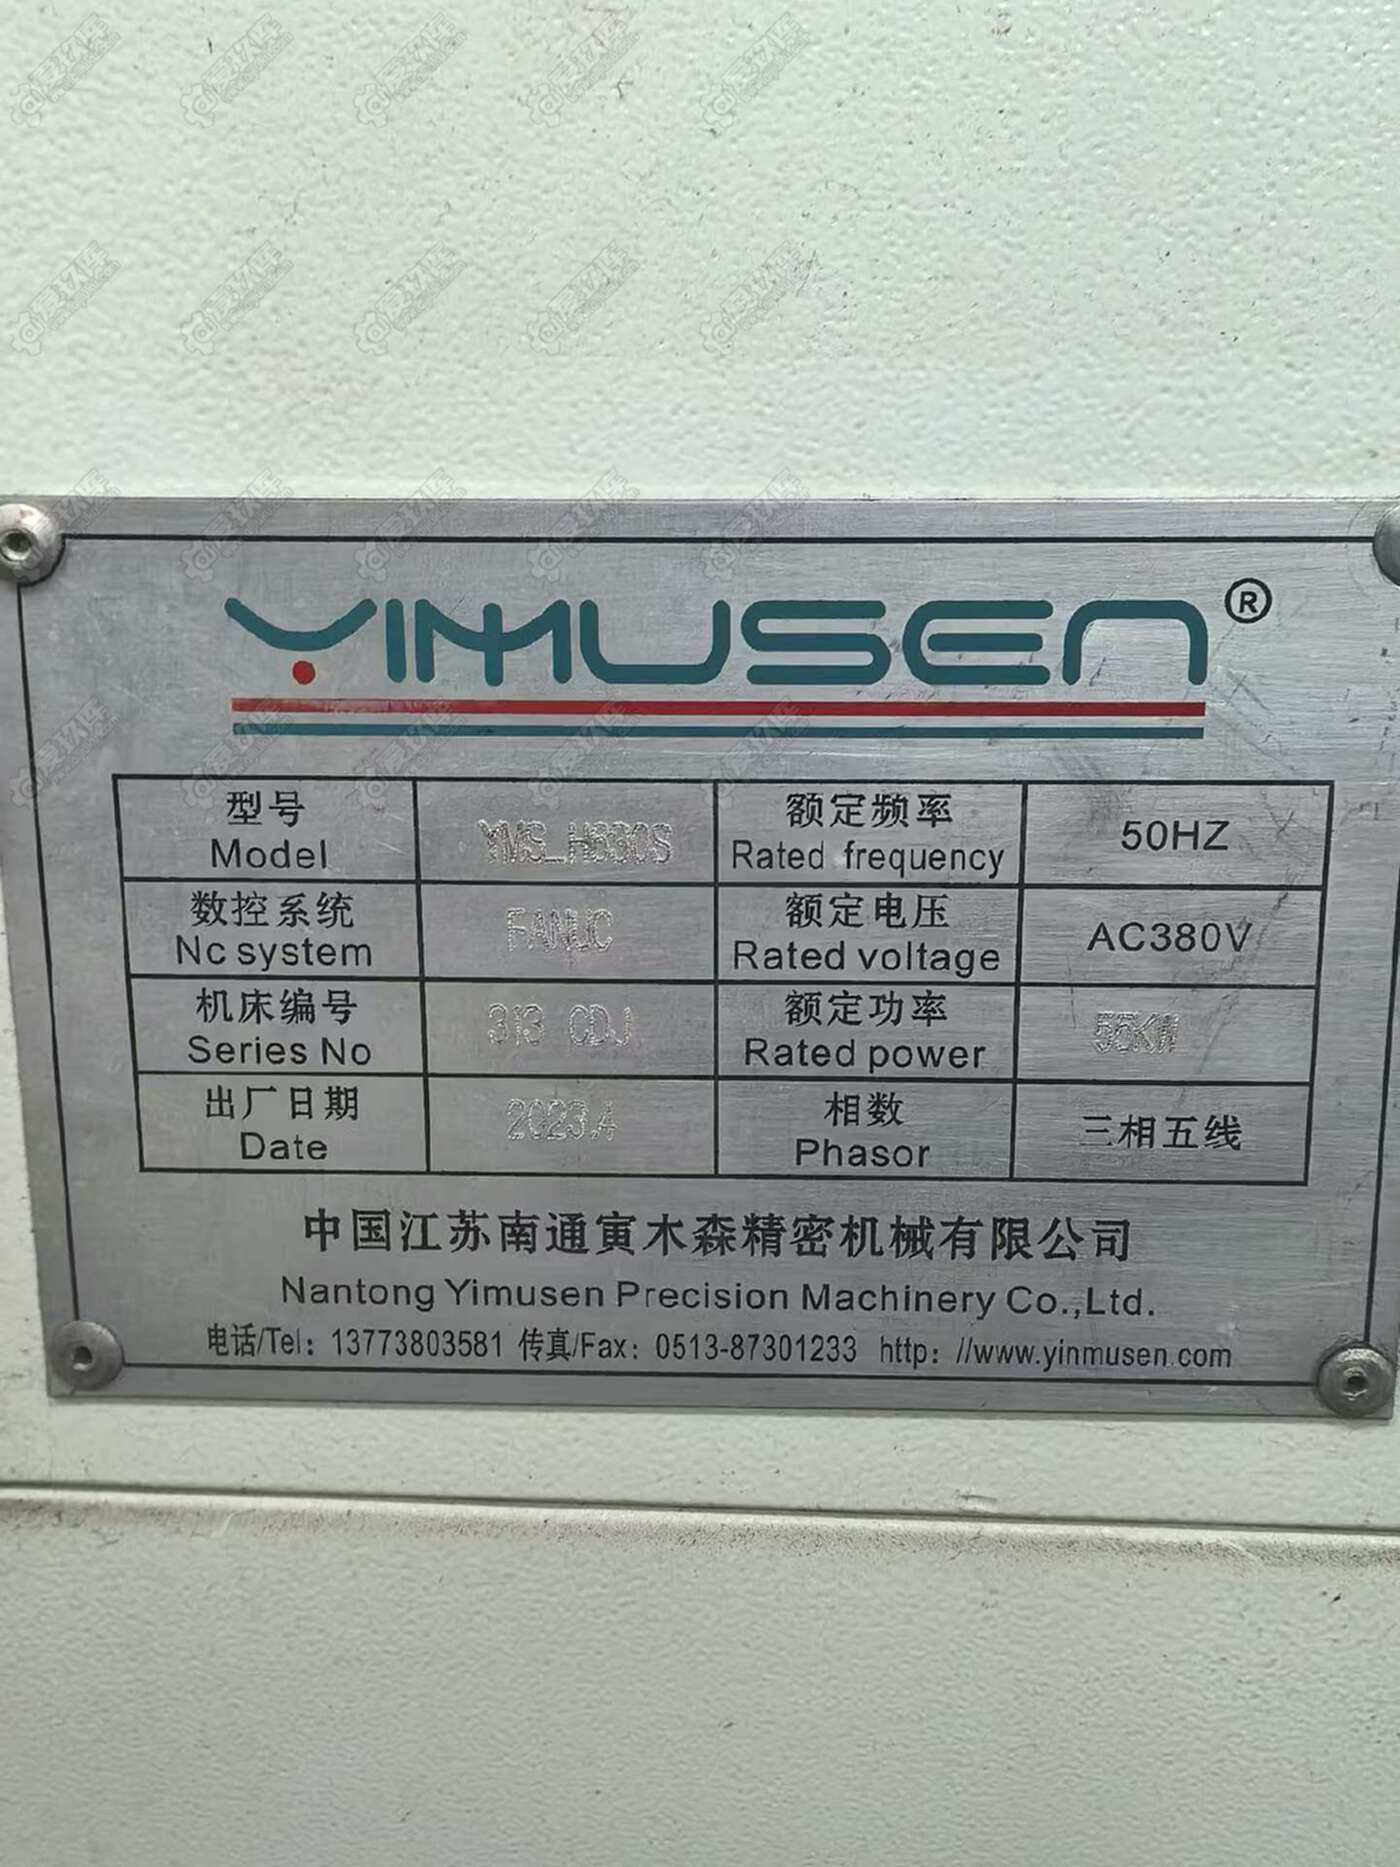 YIMUSEN®
型号 YMS_H630S 额定频率 50HZ
Model Rated frequency
数控系统 FANUC 额定电压 AC380V
Nc system Rated voltage
机床编号 313 CDJ 额定功率 55KW
Series No Rated power
出厂日期 2023.4 相数 三相五线
Date Phasor
中国江苏南通寅木森精密机械有限公司
Nantong Yimusen Precision Machinery Co.,Ltd.
电话/Tel: 13773803581 传真/Fax: 0513-87301233 http: //www.yinmusen.com